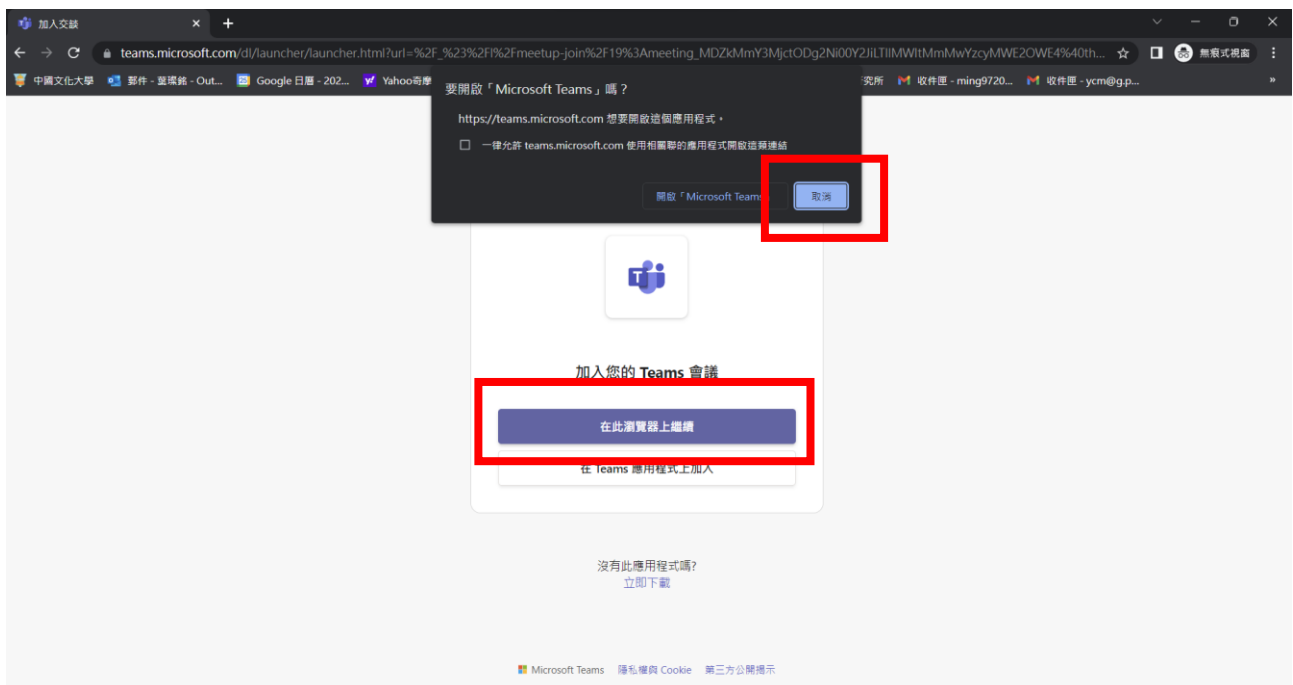 加入交談
teams.microsoft.com/dl/launcher/launcher.html?url=%2F_%23%2Fl%2Fmeetup-join%2F19%3Ameeting_MDZkMmY3MjctODg2Ni00Y2JiLTlIMWItMmMwYzcyMWE2OWE4%40th...
無痕式視窗
中國文化大學 郵件 - 葉璨銘 - Out... Google 日曆 - 202... Yahoo奇摩 究所 收件匣 - ming9720... 收件匣 - ycm@g.p... »
要開啟「Microsoft Teams」嗎？
https://teams.microsoft.com 想要開啟這個應用程式。
一律允許 teams.microsoft.com 使用相關聯的應用程式開啟這類連結
開啟「Microsoft Teams
取消
加入您的 Teams 會議
在此瀏覽器上繼續
在 Teams 應用程式上加入
沒有此應用程式嗎?
立即下載
Microsoft Teams 隱私權與 Cookie 第三方公開揭示